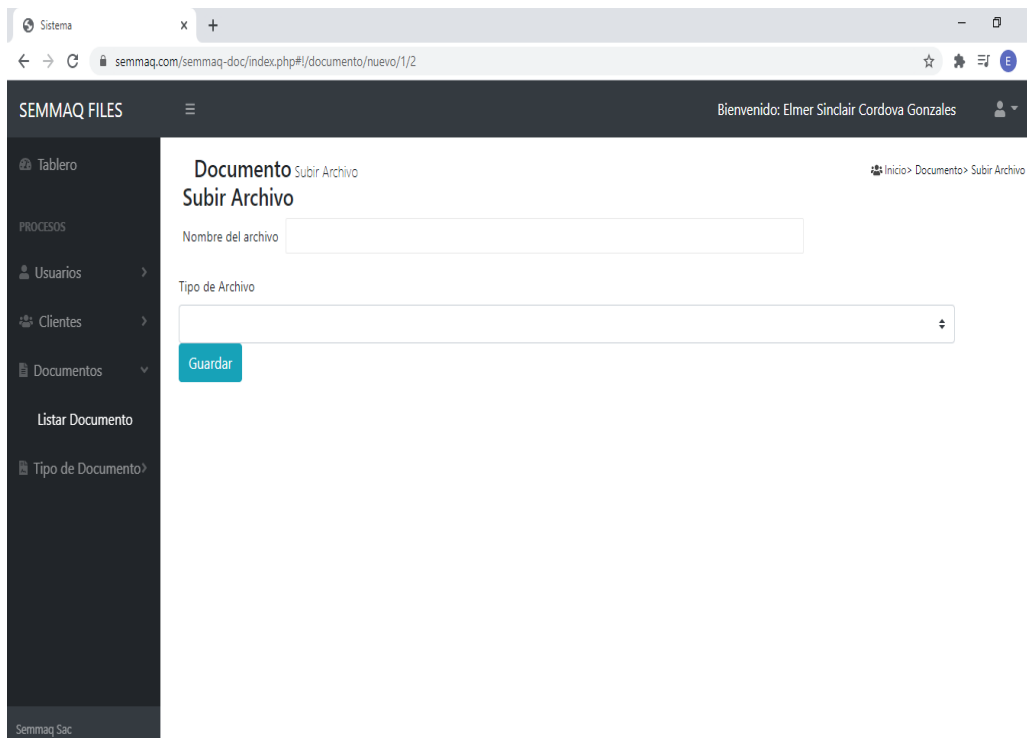 Sistema
semmaq.com/semmaq-doc/index.php#!/documento/nuevo/1/2
E
SEMMAQ FILES
Bienvenido: Elmer Sinclair Cordova Gonzales
Tablero
Documento Subir Archivo
Inicio> Documento> Subir Archivo
Subir Archivo
PROCESOS
Nombre del archivo
Usuarios
Tipo de Archivo
Clientes
Guardar
Documentos
Listar Documento
Tipo de Documento
Semmaq Sac